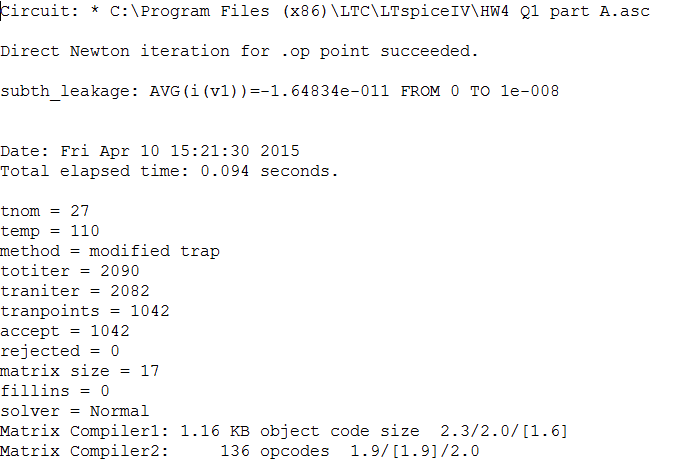 Circuit: * C:\Program Files (x86)\LTC\LTspiceIV\HW4 Q1 part A.asc
Direct Newton iteration for .op point succeeded.
subth_leakage: AVG(i(v1))=-1.64834e-011 FROM 0 TO 1e-008
Date: Fri Apr 10 15:21:30 2015
Total elapsed time: 0.094 seconds.
tnom = 27
temp = 110
method = modified trap
totiter = 2090
traniter = 2082
tranpoints = 1042
accept = 1042
rejected = 0
matrix size = 17
fillins = 0
solver = Normal
Matrix Compiler1: 1.16 KB object code size  2.3/2.0/[1.6]
Matrix Compiler2:     136 opcodes  1.9/[1.9]/2.0